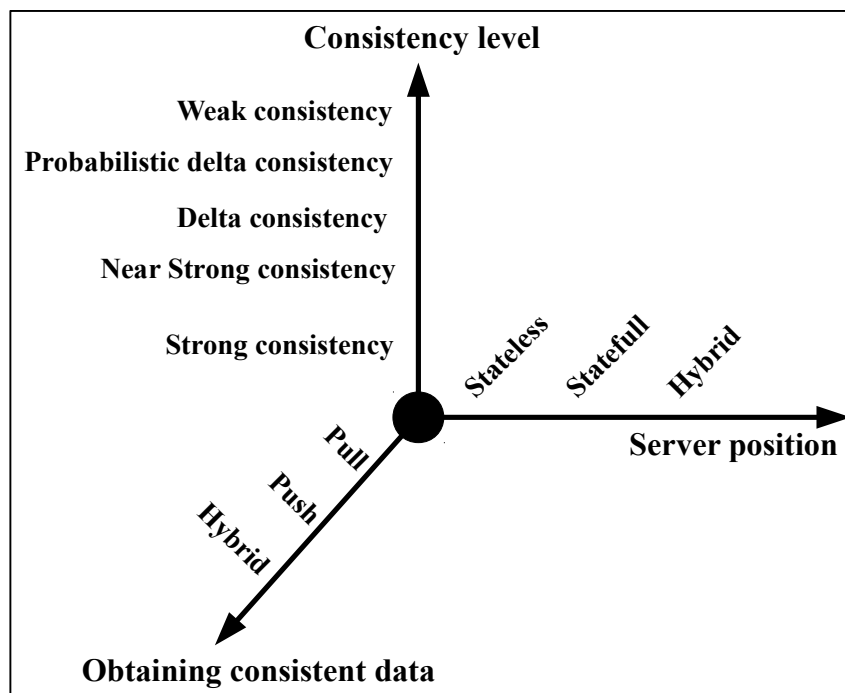 Consistency level
Weak consistency
Probabilistic delta consistency
Delta consistency
Near Strong consistency
Strong consistency
Stateless
Statefull
Hybrid
Server position
Pull
Push
Hybrid
Obtaining consistent data